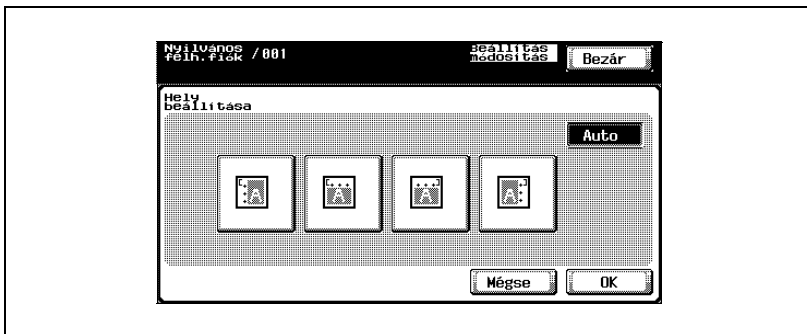 Nyilvános
felh.fiók /001
Beállítás
módosítás
Bezár
Hely
beállítása
Auto
A A A A
Mégse
OK